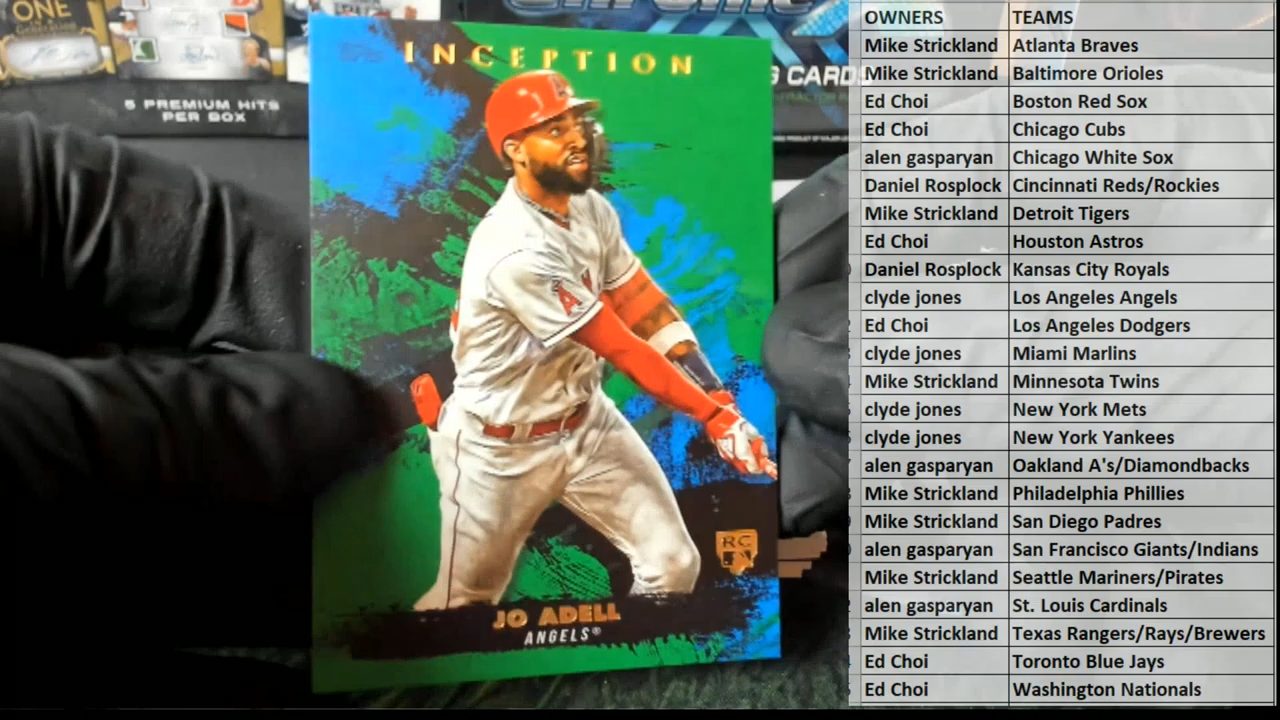 ONE
5 PREMIUM HITS
PER BOX
CARDS
INCEPTION
A
RC
JO ADELL
ANGELS®
OWNERS TEAMS
Mike Strickland Atlanta Braves
Mike Strickland Baltimore Orioles
Ed Choi Boston Red Sox
Ed Choi Chicago Cubs
alen gasparyan Chicago White Sox
Daniel Rosplock Cincinnati Reds/Rockies
Mike Strickland Detroit Tigers
Ed Choi Houston Astros
Daniel Rosplock Kansas City Royals
clyde jones Los Angeles Angels
Ed Choi Los Angeles Dodgers
clyde jones Miami Marlins
Mike Strickland Minnesota Twins
clyde jones New York Mets
clyde jones New York Yankees
alen gasparyan Oakland A's/Diamondbacks
Mike Strickland Philadelphia Phillies
Mike Strickland San Diego Padres
alen gasparyan San Francisco Giants/Indians
Mike Strickland Seattle Mariners/Pirates
alen gasparyan St. Louis Cardinals
Mike Strickland Texas Rangers/Rays/Brewers
Ed Choi Toronto Blue Jays
Ed Choi Washington Nationals